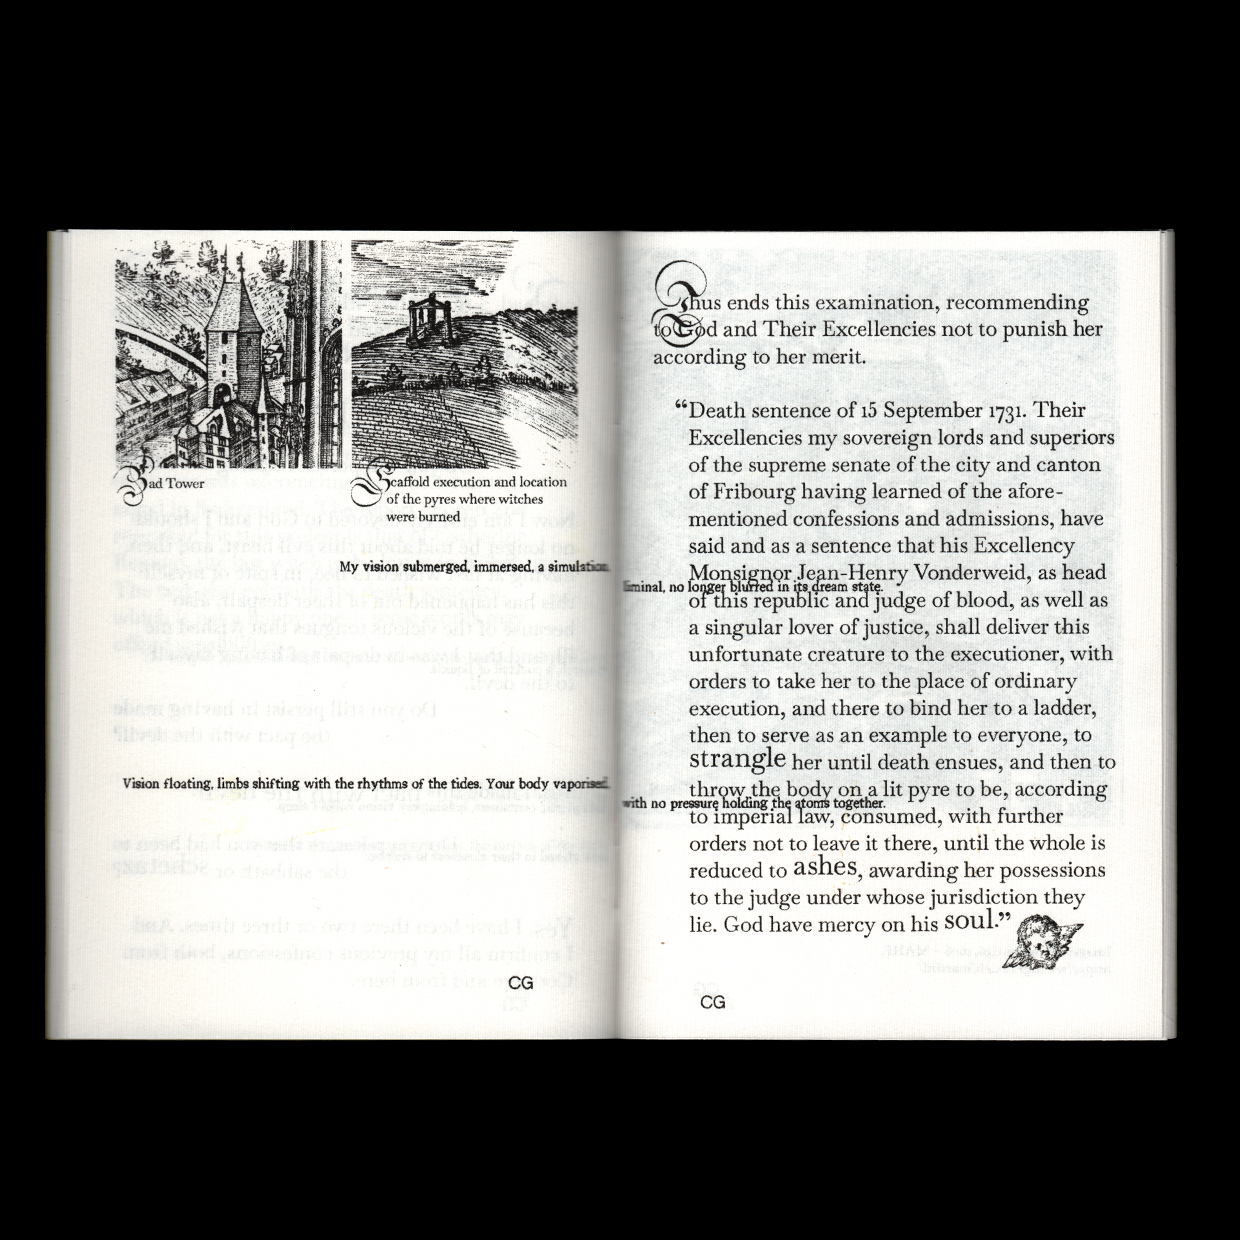 Bad Tower
Scaffold execution and location
of the pyres where witches
were burned
My vision submerged, immersed, a simulation,
liminal, no longer blurred in its dream state.
Vision floating, limbs shifting with the rhythms of the tides. Your body vaporised,
with no pressure holding the atoms together.
CG
Thus ends this examination, recommending
to God and Their Excellencies not to punish her
according to her merit.
“Death sentence of 15 September 1731. Their
Excellencies my sovereign lords and superiors
of the supreme senate of the city and canton
of Fribourg having learned of the afore-
mentioned confessions and admissions, have
said and as a sentence that his Excellency
Monsignor Jean-Henry Vonderweid, as head
of this republic and judge of blood, as well as
a singular lover of justice, shall deliver this
unfortunate creature to the executioner, with
orders to take her to the place of ordinary
execution, and there to bind her to a ladder,
then to serve as an example to everyone, to
strangle her until death ensues, and then to
throw the body on a lit pyre to be, according
to imperial law, consumed, with further
orders not to leave it there, until the whole is
reduced to ashes, awarding her possessions
to the judge under whose jurisdiction they
lie. God have mercy on his soul.”
CG